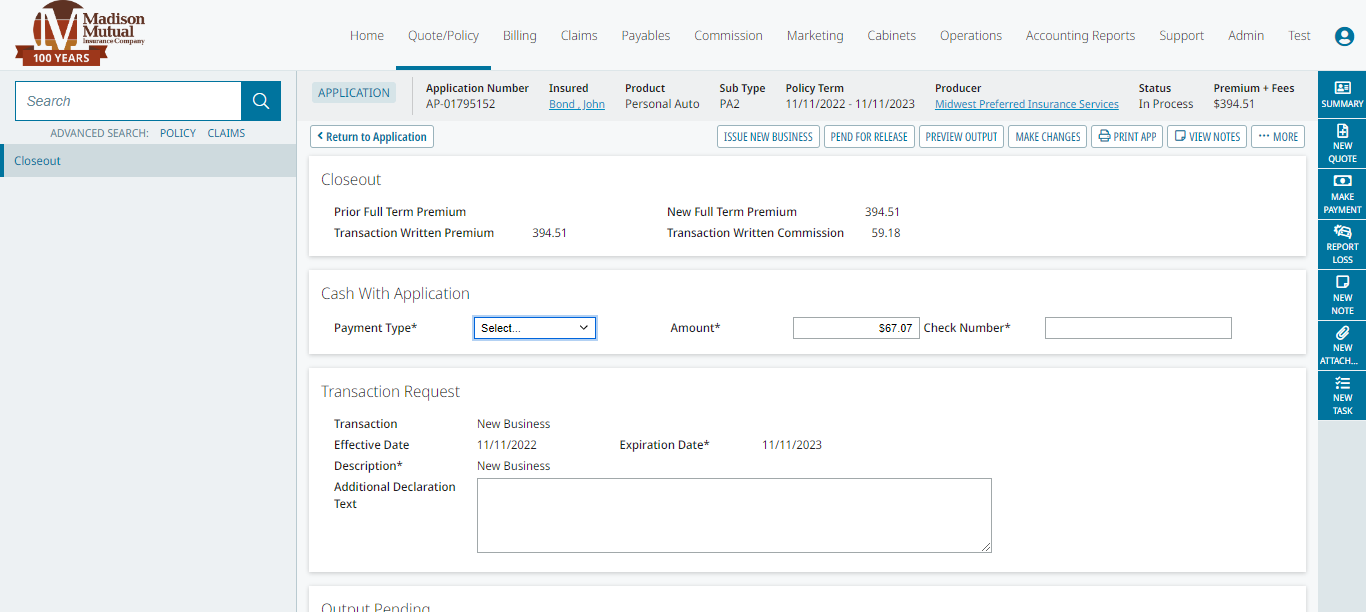 Madison
Mutual
Insurance Company
100 YEARS
Home Quote/Policy Billing Claims Payables Commission Marketing Cabinets Operations Accounting Reports Support Admin Test
Search
ADVANCED SEARCH: POLICY CLAIMS
Closeout
APPLICATION
Application Number Insured Product Sub Type Policy Term Producer Status Premium + Fees
AP-01795152 Bond , John Personal Auto PA2 11/11/2022 - 11/11/2023 Midwest Preferred Insurance Services In Process $394.51
Return to Application ISSUE NEW BUSINESS PEND FOR RELEASE PREVIEW OUTPUT MAKE CHANGES PRINT APP VIEW NOTES ··· MORE
Closeout
Prior Full Term Premium New Full Term Premium 394.51
Transaction Written Premium 394.51 Transaction Written Commission 59.18
Cash With Application
Payment Type* Select... Amount* $67.07 Check Number*
Transaction Request
Transaction New Business
Effective Date 11/11/2022 Expiration Date* 11/11/2023
Description* New Business
Additional Declaration
Text
Output Pending
SUMMARY
NEW
QUOTE
MAKE
PAYMENT
REPORT
LOSS
NEW
NOTE
NEW
ATTACH...
NEW
TASK